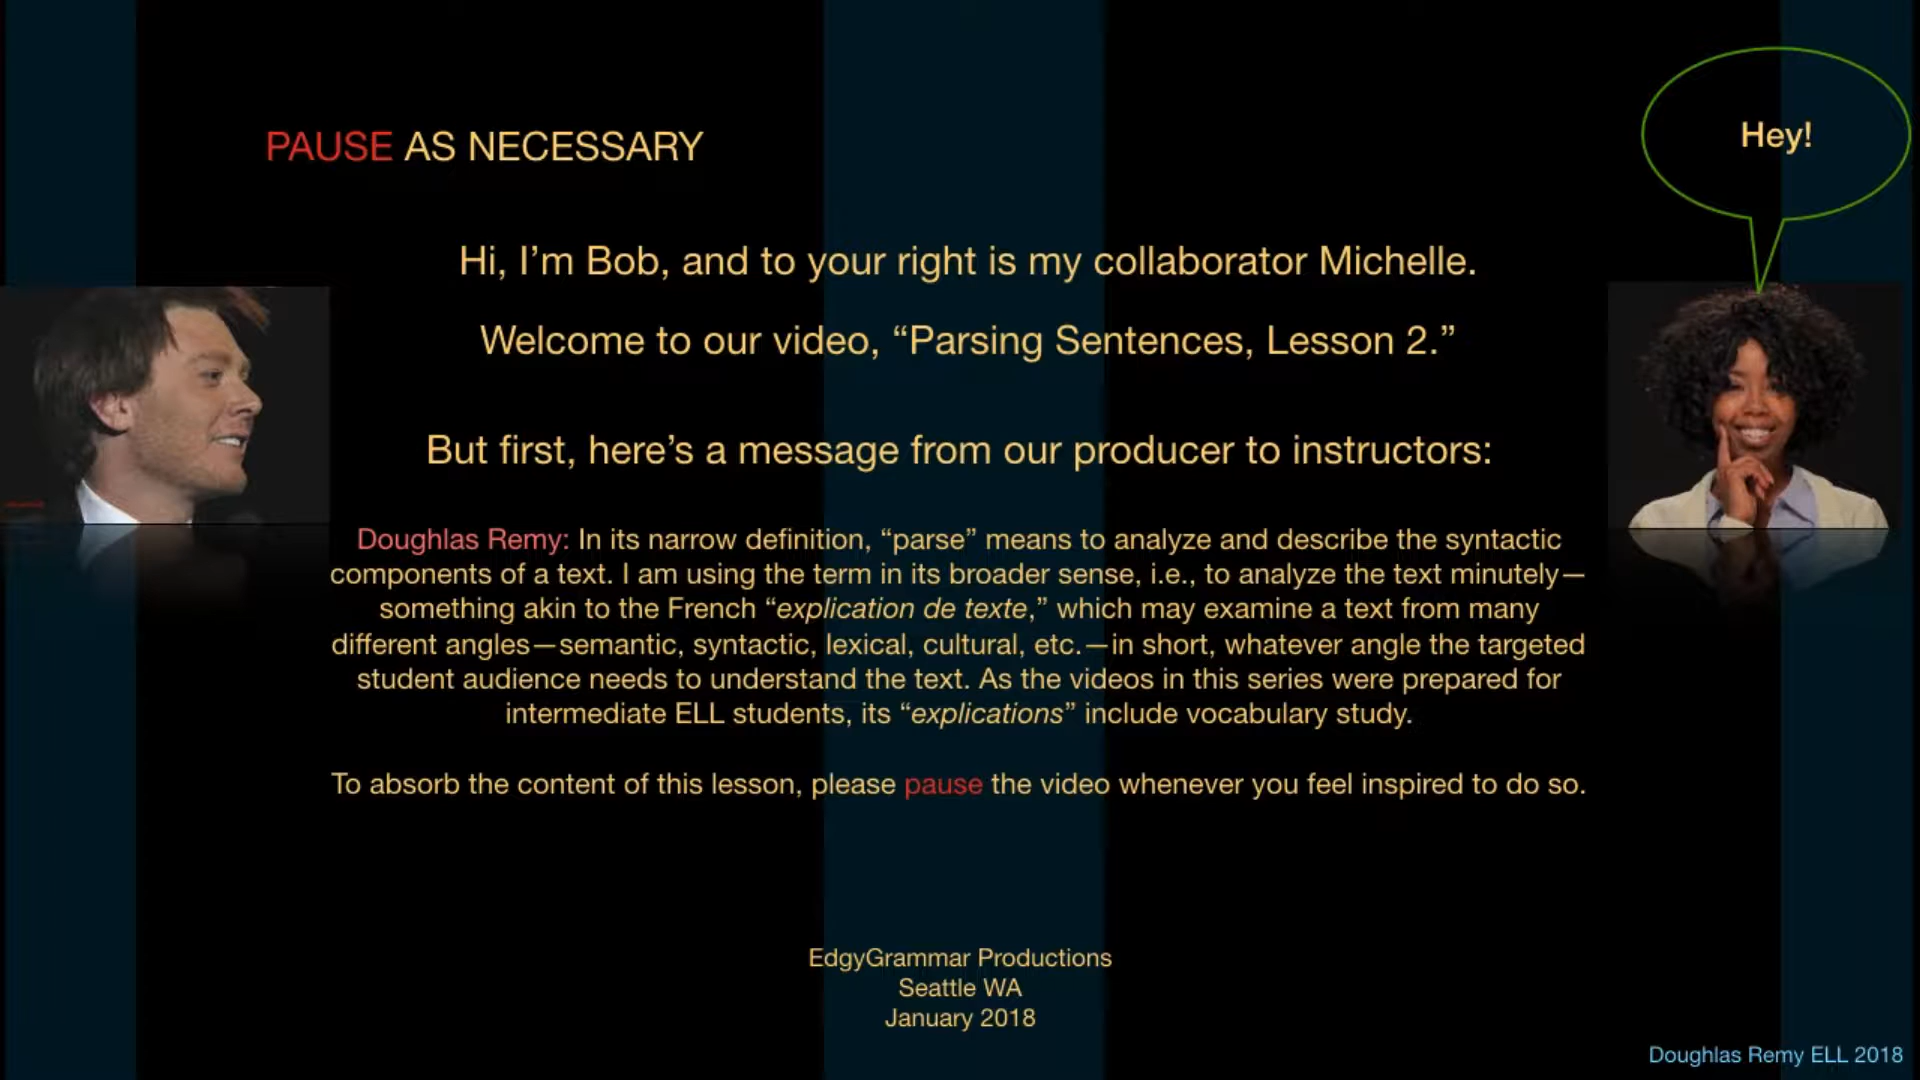 Hey!
PAUSE AS NECESSARY
Hi, I’m Bob, and to your right is my collaborator Michelle.
Welcome to our video, “Parsing Sentences, Lesson 2.”
But first, here’s a message from our producer to instructors:
Doughlas Remy: In its narrow definition, “parse” means to analyze and describe the syntactic
components of a text. I am using the term in its broader sense, i.e., to analyze the text minutely—
something akin to the French “explication de texte,” which may examine a text from many
different angles—semantic, syntactic, lexical, cultural, etc.—in short, whatever angle the targeted
student audience needs to understand the text. As the videos in this series were prepared for
intermediate ELL students, its “explications” include vocabulary study.
To absorb the content of this lesson, please pause the video whenever you feel inspired to do so.
EdgyGrammar Productions
Seattle WA
January 2018
Doughlas Remy ELL 2018